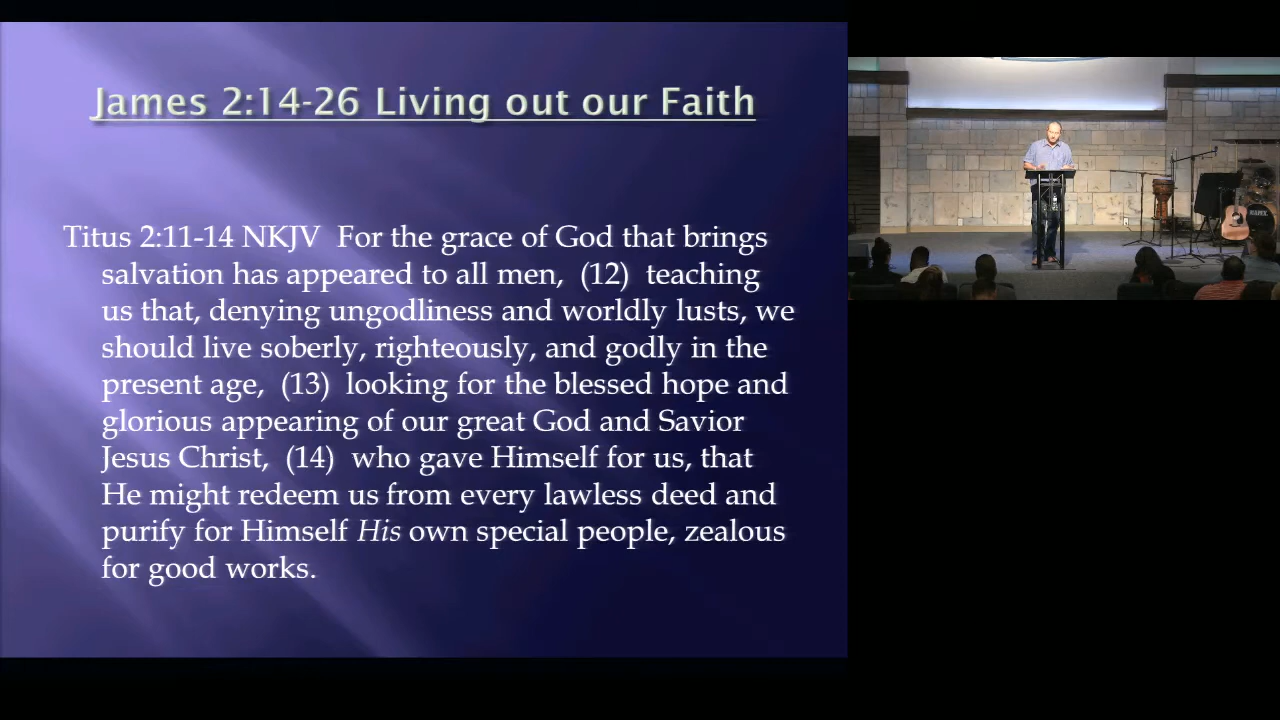 James 2:14-26 Living out our Faith
Titus 2:11-14 NKJV  For the grace of God that brings
salvation has appeared to all men,  (12)  teaching
us that, denying ungodliness and worldly lusts, we
should live soberly, righteously, and godly in the
present age,  (13)  looking for the blessed hope and
glorious appearing of our great God and Savior
Jesus Christ,  (14)  who gave Himself for us, that
He might redeem us from every lawless deed and
purify for Himself His own special people, zealous
for good works.